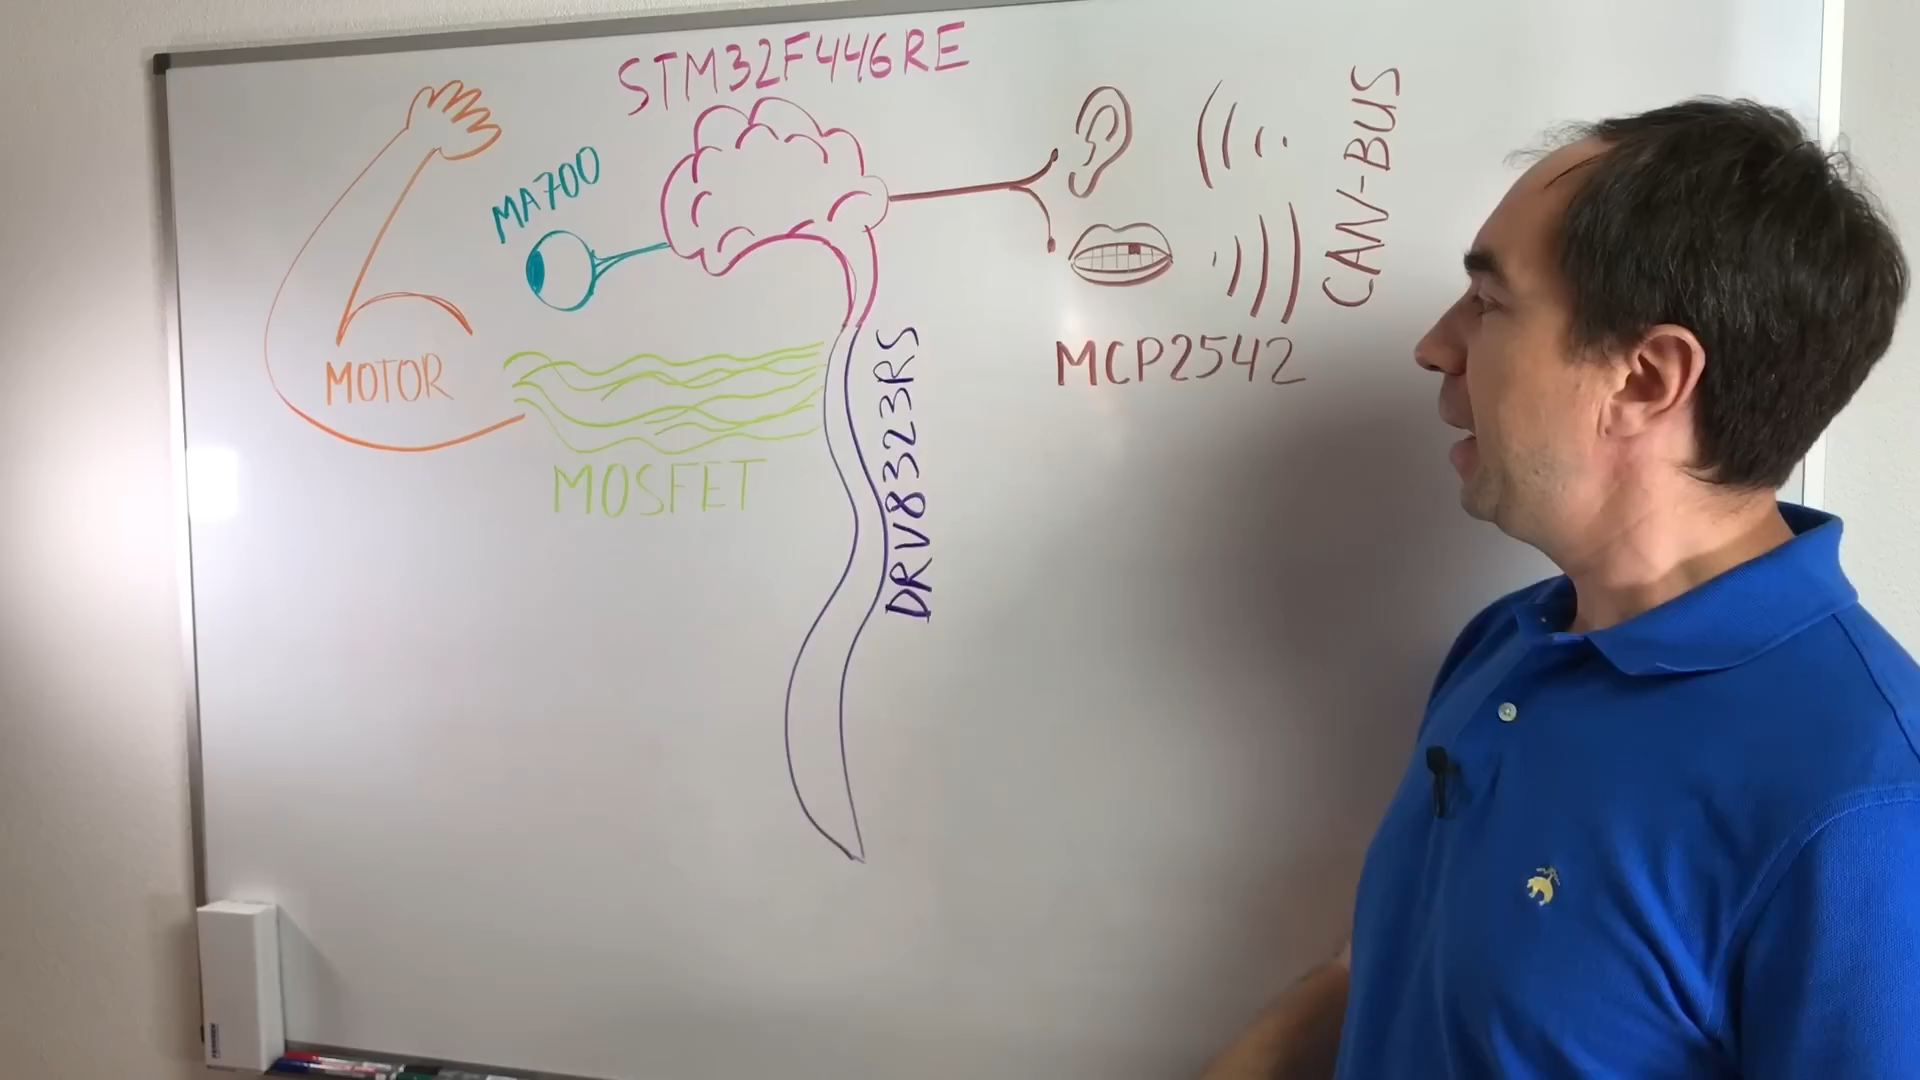 STM32F446RE
MA700
CAN-BUS
MOTOR
MCP2542
MOSFET
DRV8323RS